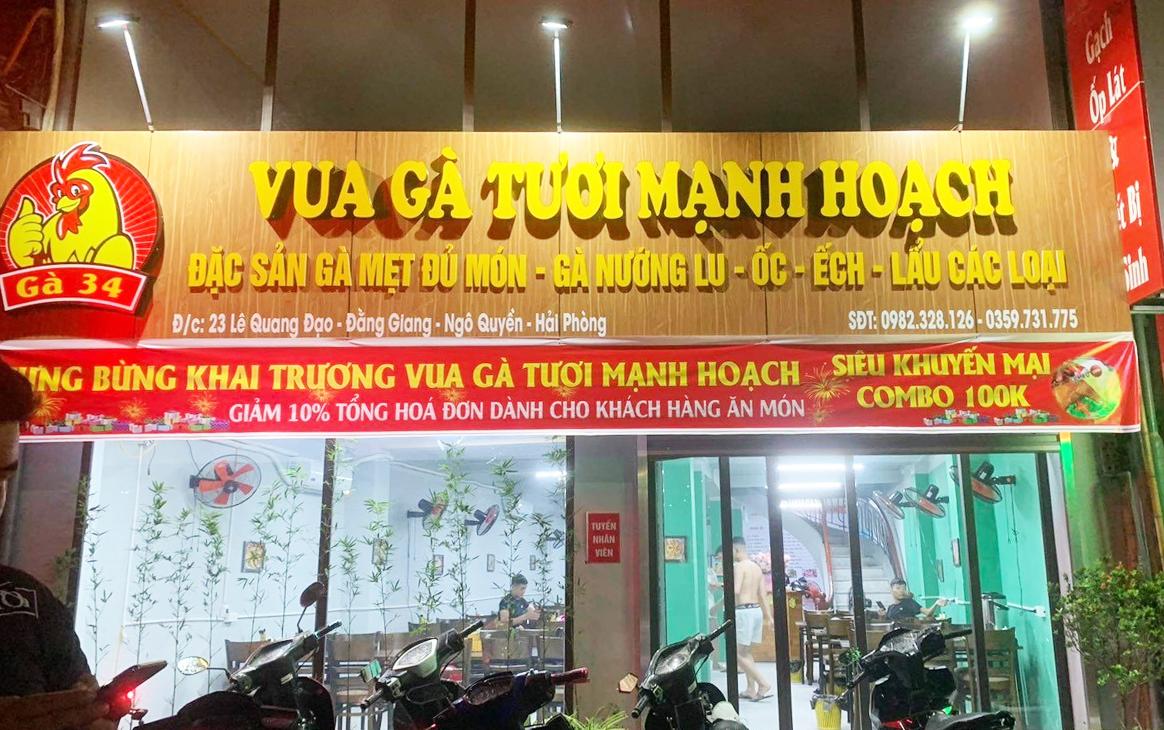 VUA GÀ TƯƠI MẠNH HOẠCH
Gà 34
ĐẶC SẢN GÀ MẸT ĐỦ MÓN - GÀ NƯỚNG LU - ỐC - ẾCH - LẨU CÁC LOẠI
Đ/c: 23 Lê Quang Đạo - Đằng Giang - Ngô Quyền - Hải Phòng
SĐT: 0982.328.126 - 0359.731.775
BỪNG KHAI TRƯƠNG VUA GÀ TƯƠI MẠNH HOẠCH
GIẢM 10% TỔNG HOÁ ĐƠN DÀNH CHO KHÁCH HÀNG ĂN MÓN
SIÊU KHUYẾN MẠI
COMBO 100K
TUYỂN
NHÂN
VIÊN
Gạch
Ốp Lát
Bị